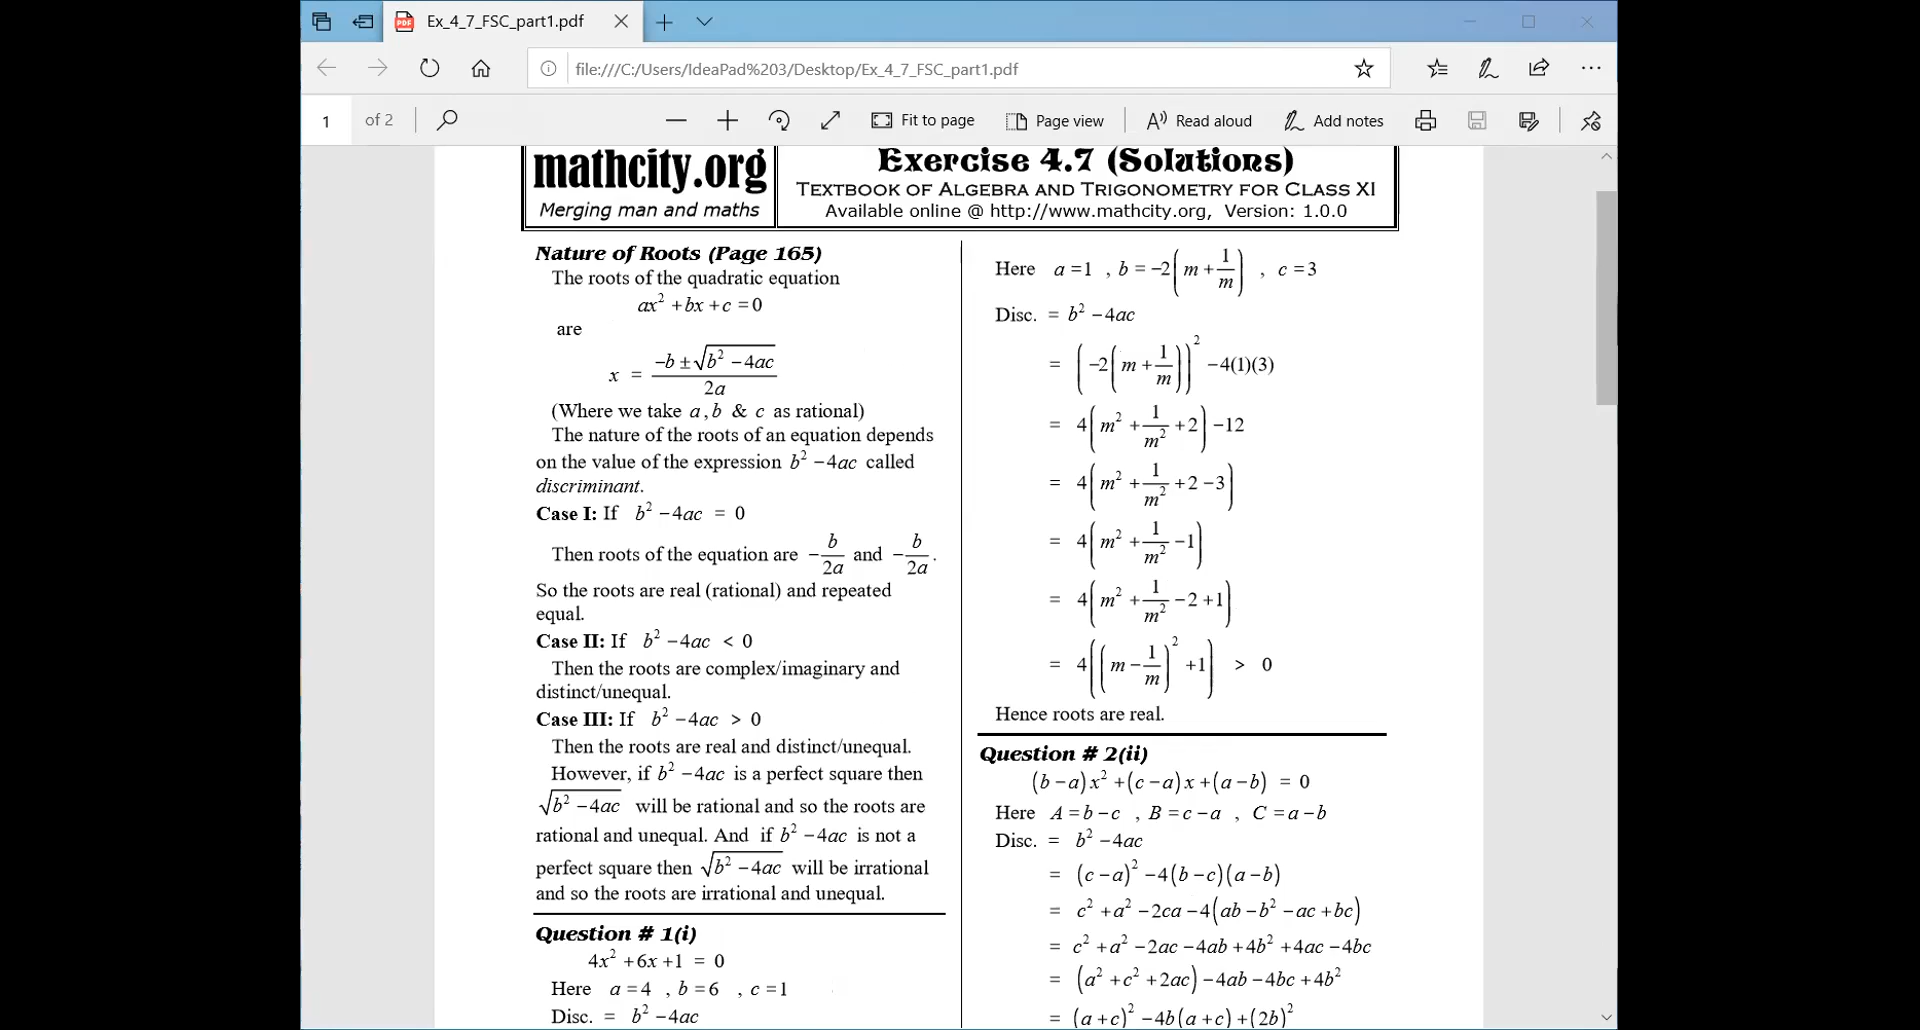 Ex_4_7_FSC_part1.pdf
file:///C:/Users/IdeaPad%203/Desktop/Ex_4_7_FSC_part1.pdf
1 of 2 Fit to page Page view Read aloud Add notes
mathcity.org
Merging man and maths
Exercise 4.7 (Solutions)
TEXTBOOK OF ALGEBRA AND TRIGONOMETRY FOR CLASS XI
Available online @ http://www.mathcity.org, Version: 1.0.0
Nature of Roots (Page 165)
The roots of the quadratic equation
ax² + bx + c = 0
are
x = (−b ± √(b² − 4ac)) / 2a
(Where we take a, b & c as rational)
The nature of the roots of an equation depends
on the value of the expression b² − 4ac called
discriminant.
Case I: If b² − 4ac = 0
Then roots of the equation are −b/2a and −b/2a.
So the roots are real (rational) and repeated
equal.
Case II: If b² − 4ac < 0
Then the roots are complex/imaginary and
distinct/unequal.
Case III: If b² − 4ac > 0
Then the roots are real and distinct/unequal.
However, if b² − 4ac is a perfect square then
√(b² − 4ac) will be rational and so the roots are
rational and unequal. And if b² − 4ac is not a
perfect square then √(b² − 4ac) will be irrational
and so the roots are irrational and unequal.
Question # 1(i)
4x² + 6x + 1 = 0
Here a = 4 , b = 6 , c = 1
Disc. = b² − 4ac
Here a = 1 , b = −2(m + 1/m) , c = 3
Disc. = b² − 4ac
= (−2(m + 1/m))² − 4(1)(3)
= 4(m² + 1/m² + 2) − 12
= 4(m² + 1/m² + 2 − 3)
= 4(m² + 1/m² − 1)
= 4(m² + 1/m² − 2 + 1)
= 4((m − 1/m)² + 1) > 0
Hence roots are real.
Question # 2(ii)
(b − a)x² + (c − a)x + (a − b) = 0
Here A = b − c , B = c − a , C = a − b
Disc. = b² − 4ac
= (c − a)² − 4(b − c)(a − b)
= c² + a² − 2ca − 4(ab − b² − ac + bc)
= c² + a² − 2ac − 4ab + 4b² + 4ac − 4bc
= (a² + c² + 2ac) − 4ab − 4bc + 4b²
= (a + c)² − 4b(a + c) + (2b)²